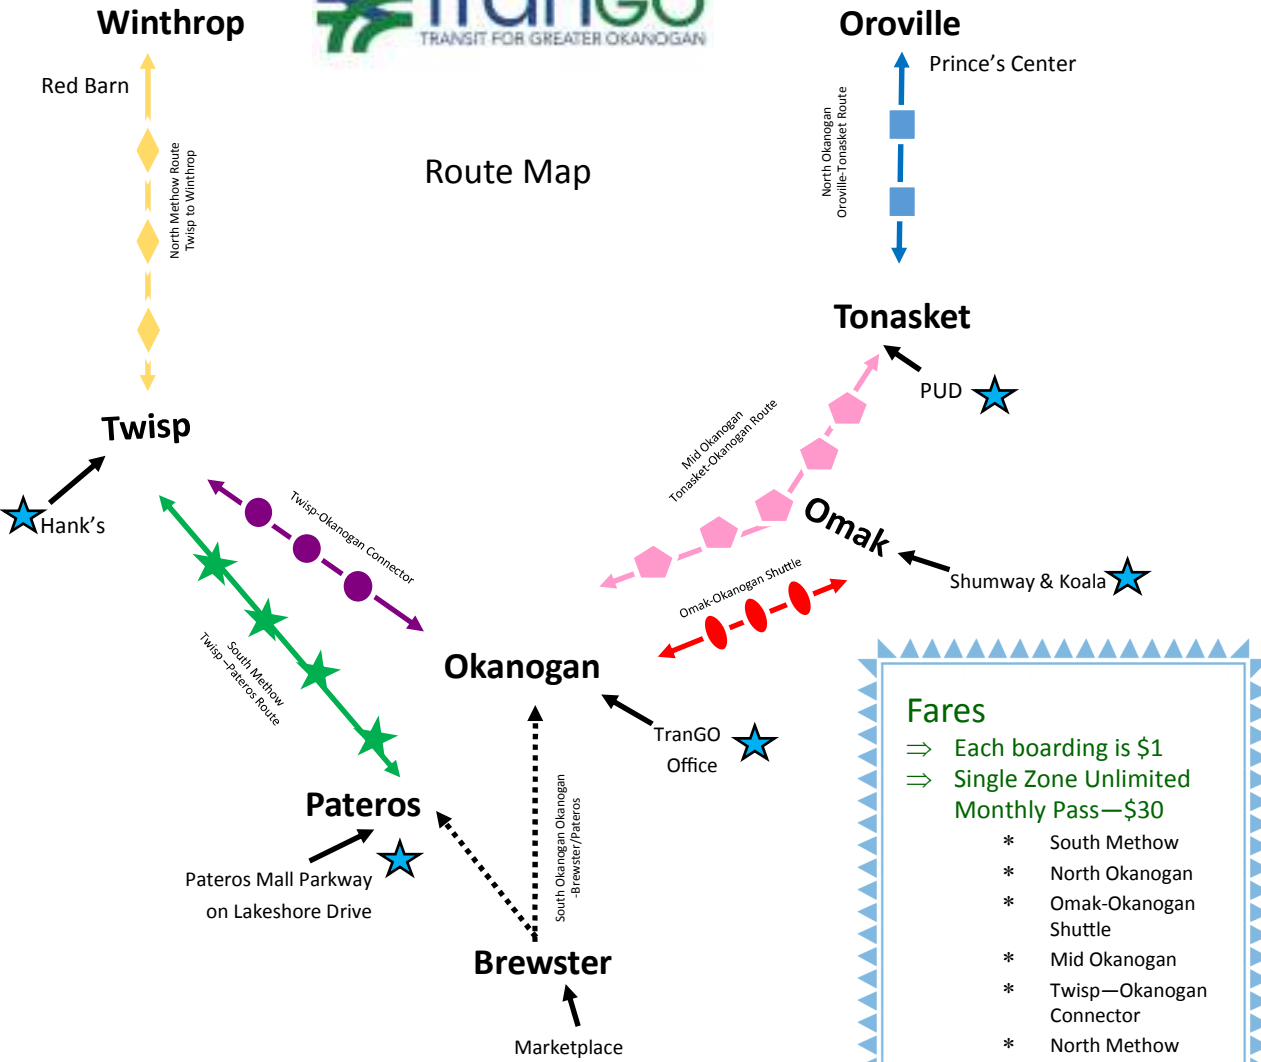 Winthrop
TranGO
TRANSIT FOR GREATER OKANOGAN
Oroville
Red Barn
Prince’s Center
North Methow Route
Twisp to Winthrop
Route Map
North Okanogan
Oroville-Tonasket Route
Tonasket
PUD
Twisp
Hank’s
Mid Okanogan
Tonasket-Okanogan Route
Twisp-Okanogan Connector
Omak
Shumway & Koala
Omak-Okanogan Shuttle
South Methow
Twisp–Pateros Route
Okanogan
TranGO
Office
Pateros
Pateros Mall Parkway
on Lakeshore Drive
South Okanogan Okanogan
-Brewster/Pateros
Brewster
Marketplace
Fares
⇒ Each boarding is $1
⇒ Single Zone Unlimited
Monthly Pass—$30
* South Methow
* North Okanogan
* Omak-Okanogan
Shuttle
* Mid Okanogan
* Twisp—Okanogan
Connector
* North Methow